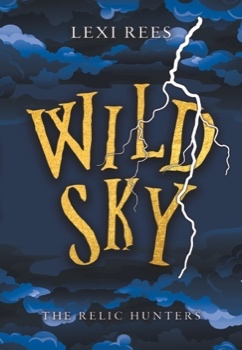 LEXI REES
WILD
SKY
THE RELIC HUNTERS